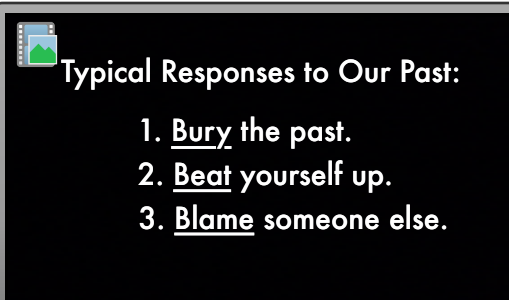 Typical Responses to Our Past:
1. Bury the past.
2. Beat yourself up.
3. Blame someone else.